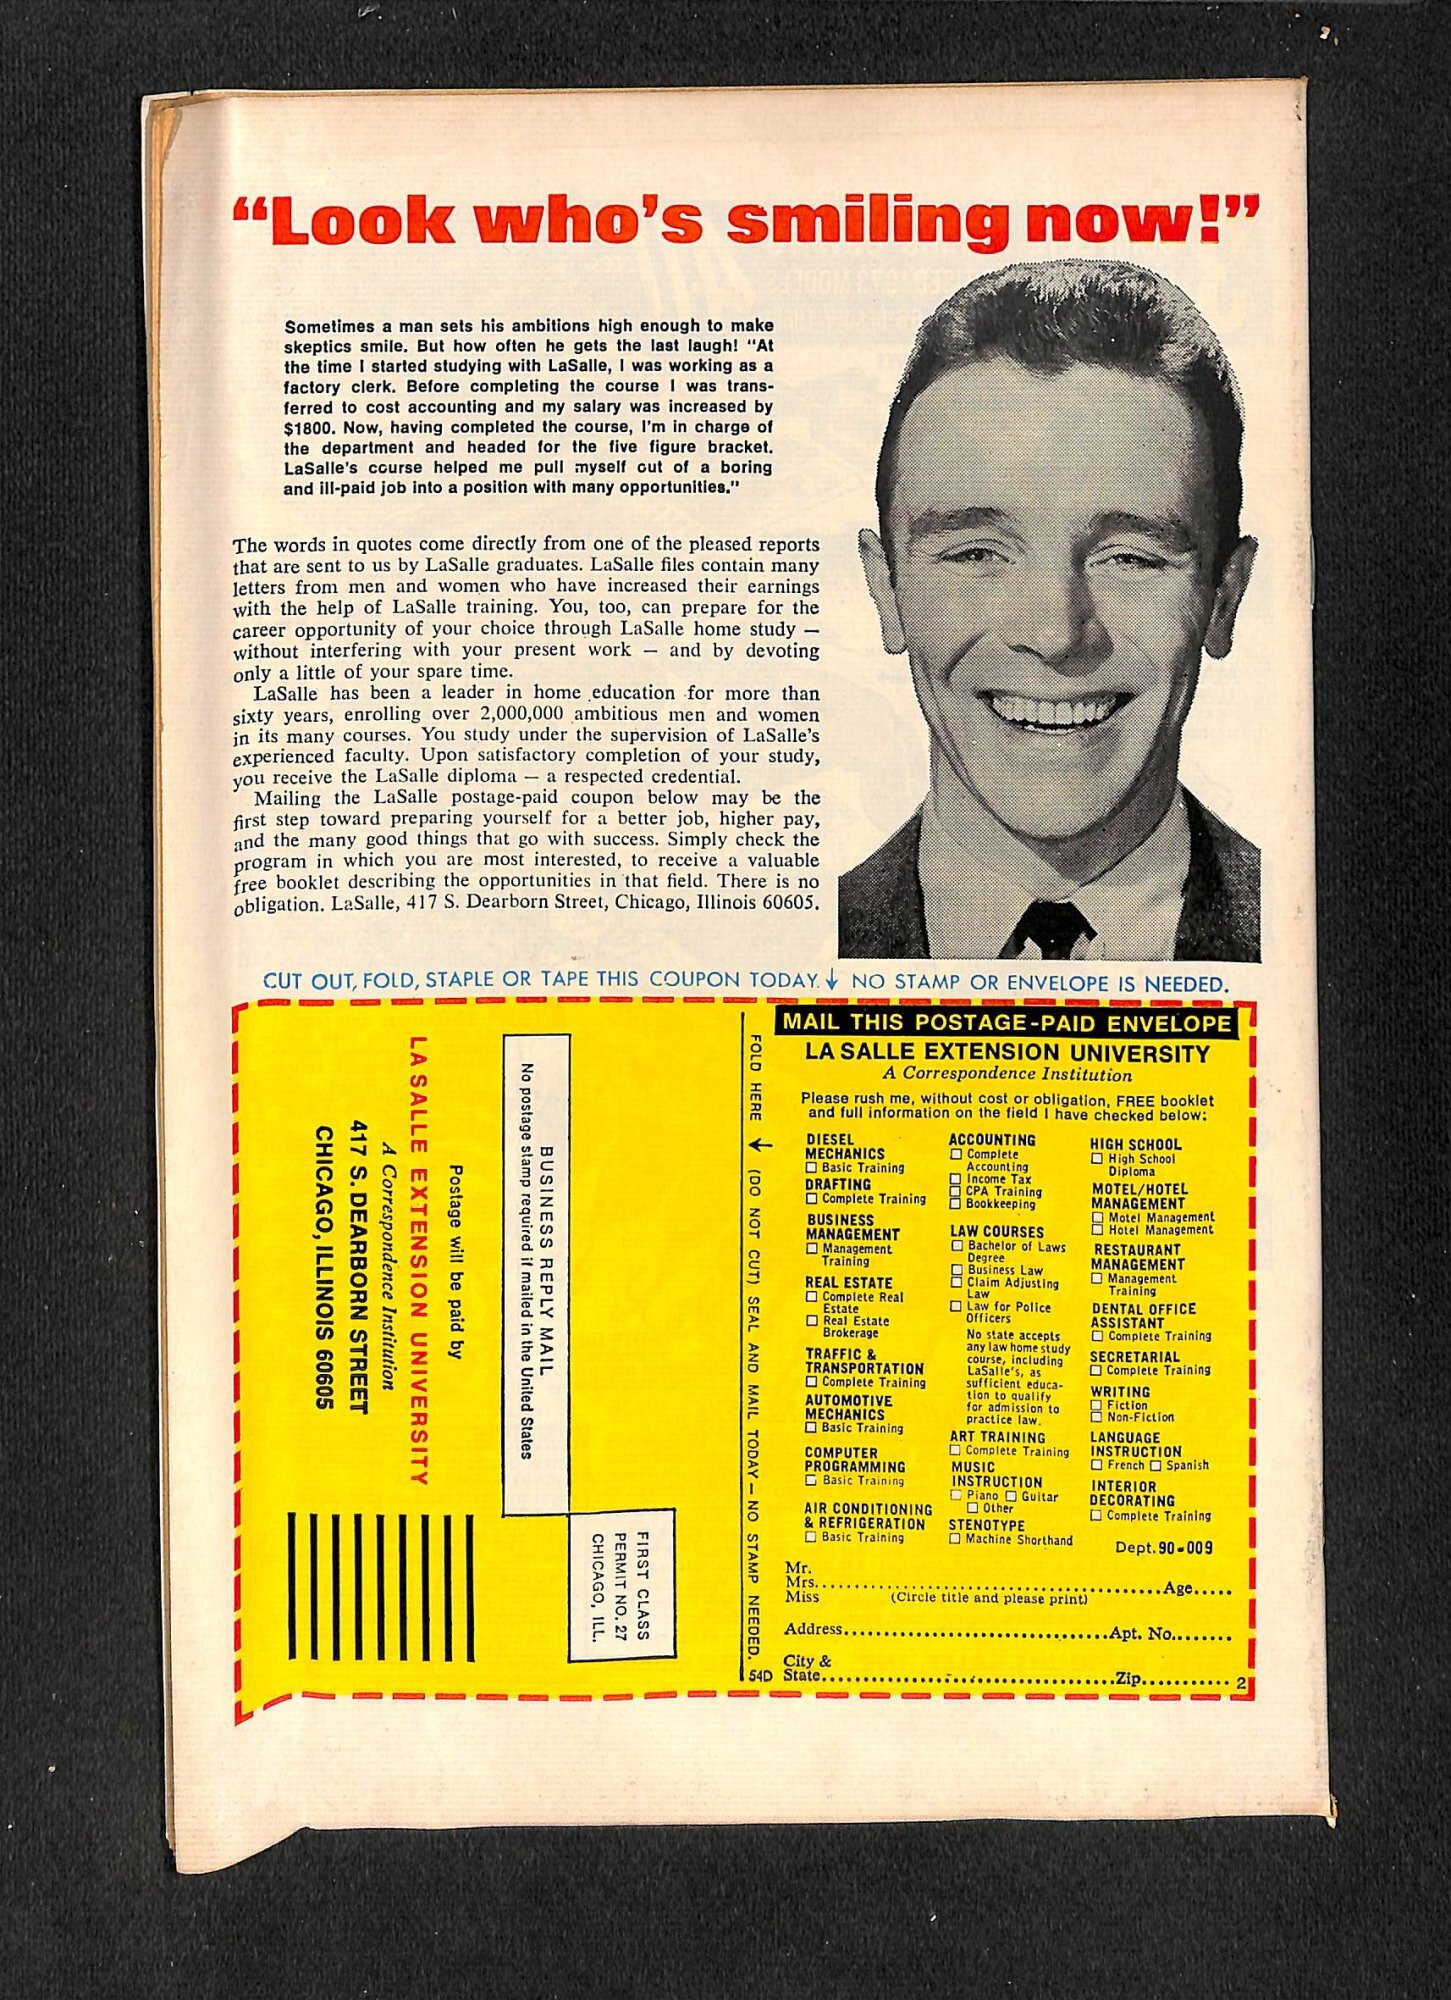 “Look who’s smiling now!”
Sometimes a man sets his ambitions high enough to make
skeptics smile. But how often he gets the last laugh! “At
the time I started studying with LaSalle, I was working as a
factory clerk. Before completing the course I was trans-
ferred to cost accounting and my salary was increased by
$1800. Now, having completed the course, I’m in charge of
the department and headed for the five figure bracket.
LaSalle’s course helped me pull myself out of a boring
and ill-paid job into a position with many opportunities.”
The words in quotes come directly from one of the pleased reports
that are sent to us by LaSalle graduates. LaSalle files contain many
letters from men and women who have increased their earnings
with the help of LaSalle training. You, too, can prepare for the
career opportunity of your choice through LaSalle home study —
without interfering with your present work — and by devoting
only a little of your spare time.
LaSalle has been a leader in home education for more than
sixty years, enrolling over 2,000,000 ambitious men and women
in its many courses. You study under the supervision of LaSalle’s
experienced faculty. Upon satisfactory completion of your study,
you receive the LaSalle diploma — a respected credential.
Mailing the LaSalle postage-paid coupon below may be the
first step toward preparing yourself for a better job, higher pay,
and the many good things that go with success. Simply check the
program in which you are most interested, to receive a valuable
free booklet describing the opportunities in that field. There is no
obligation. LaSalle, 417 S. Dearborn Street, Chicago, Illinois 60605.
CUT OUT, FOLD, STAPLE OR TAPE THIS COUPON TODAY. ↓ NO STAMP OR ENVELOPE IS NEEDED.
FIRST CLASS
PERMIT NO. 27
CHICAGO, ILL.
BUSINESS REPLY MAIL
No postage stamp required if mailed in the United States
Postage will be paid by
LA SALLE EXTENSION UNIVERSITY
A Correspondence Institution
417 S. DEARBORN STREET
CHICAGO, ILLINOIS 60605
FOLD HERE ↓ (DO NOT CUT) SEAL AND MAIL TODAY — NO STAMP NEEDED.
54D
MAIL THIS POSTAGE-PAID ENVELOPE
LA SALLE EXTENSION UNIVERSITY
A Correspondence Institution
Please rush me, without cost or obligation, FREE booklet
and full information on the field I have checked below:
DIESEL
MECHANICS
☐ Basic Training
DRAFTING
☐ Complete Training
BUSINESS
MANAGEMENT
☐ Management
Training
REAL ESTATE
☐ Complete Real
Estate
☐ Real Estate
Brokerage
TRAFFIC &
TRANSPORTATION
☐ Complete Training
AUTOMOTIVE
MECHANICS
☐ Basic Training
COMPUTER
PROGRAMMING
☐ Basic Training
AIR CONDITIONING
& REFRIGERATION
☐ Basic Training
ACCOUNTING
☐ Complete
Accounting
☐ Income Tax
☐ CPA Training
☐ Bookkeeping
LAW COURSES
☐ Bachelor of Laws
Degree
☐ Business Law
☐ Claim Adjusting
Law
☐ Law for Police
Officers
No state accepts
any law home study
course, including
LaSalle’s, as
sufficient educa-
tion to qualify
for admission to
practice law.
ART TRAINING
☐ Complete Training
MUSIC
INSTRUCTION
☐ Piano ☐ Guitar
☐ Other
STENOTYPE
☐ Machine Shorthand
HIGH SCHOOL
☐ High School
Diploma
MOTEL/HOTEL
MANAGEMENT
☐ Motel Management
☐ Hotel Management
RESTAURANT
MANAGEMENT
☐ Management
Training
DENTAL OFFICE
ASSISTANT
☐ Complete Training
SECRETARIAL
☐ Complete Training
WRITING
☐ Fiction
☐ Non-Fiction
LANGUAGE
INSTRUCTION
☐ French ☐ Spanish
INTERIOR
DECORATING
☐ Complete Training
Dept. 90-009
Mr.
Mrs. Age
Miss (Circle title and please print)
Address Apt. No.
City &
State Zip 2